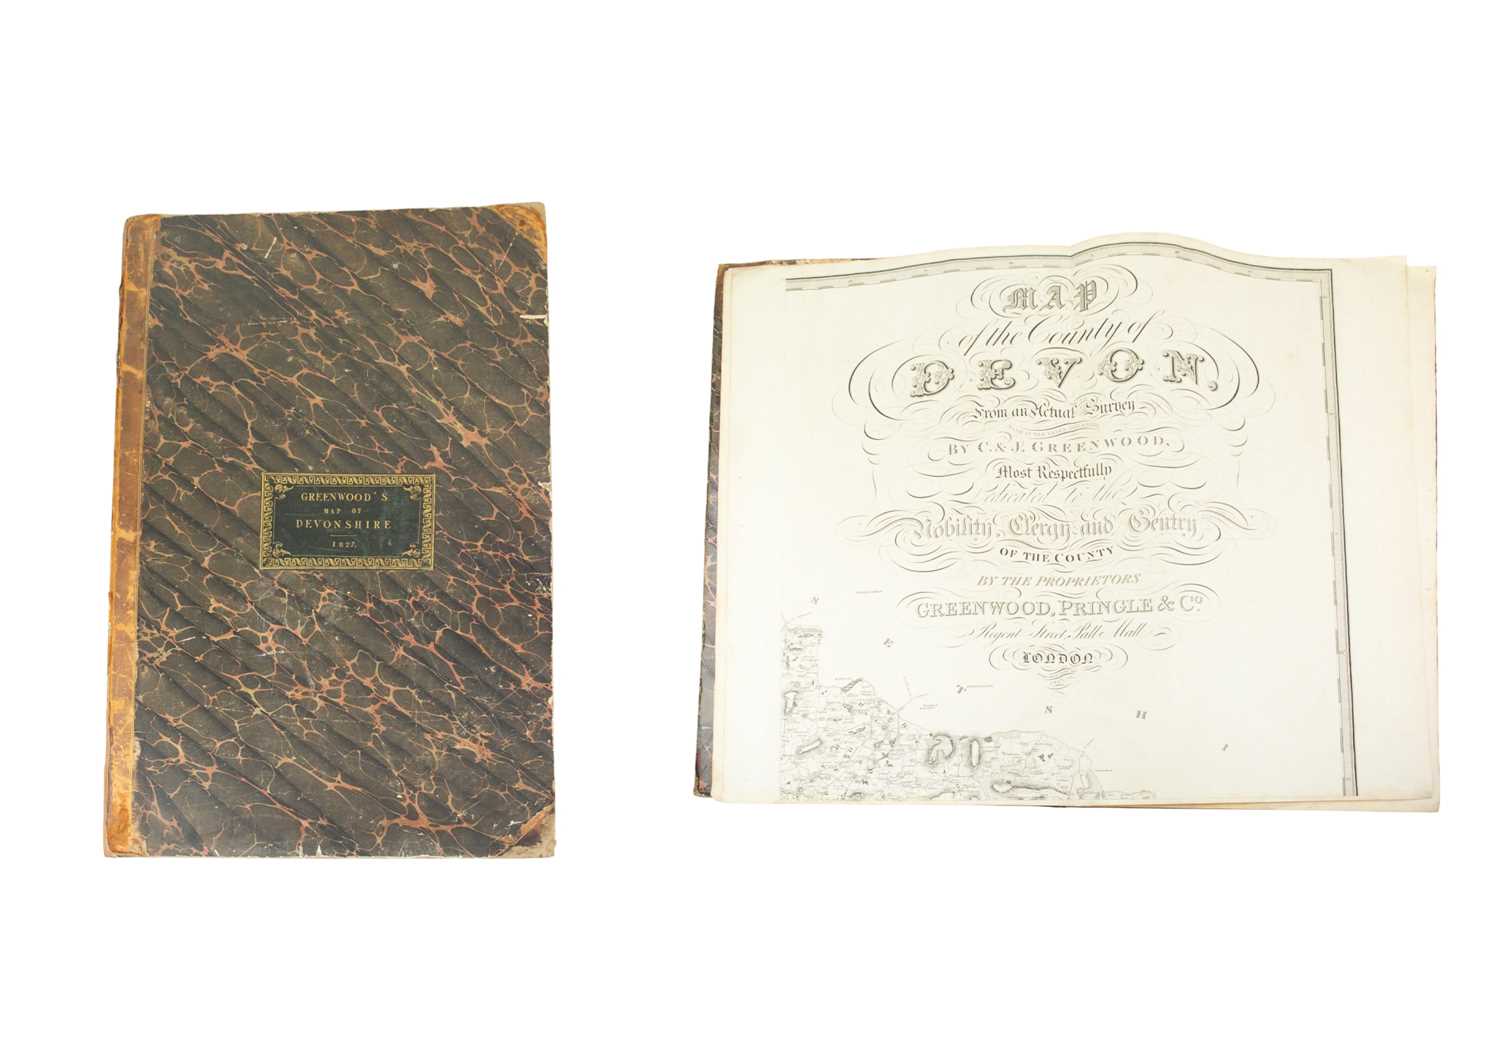 GREENWOOD'S
MAP OF
DEVONSHIRE
1827.
MAP
of the County of
DEVON,
From an Actual Survey
BY C. & J. GREENWOOD,
Most Respectfully
Dedicated to the
Nobility, Clergy and Gentry
OF THE COUNTY
BY THE PROPRIETORS
GREENWOOD, PRINGLE & Co.
Regent Street, Pall Mall
LONDON
N
E
T
S
H
I